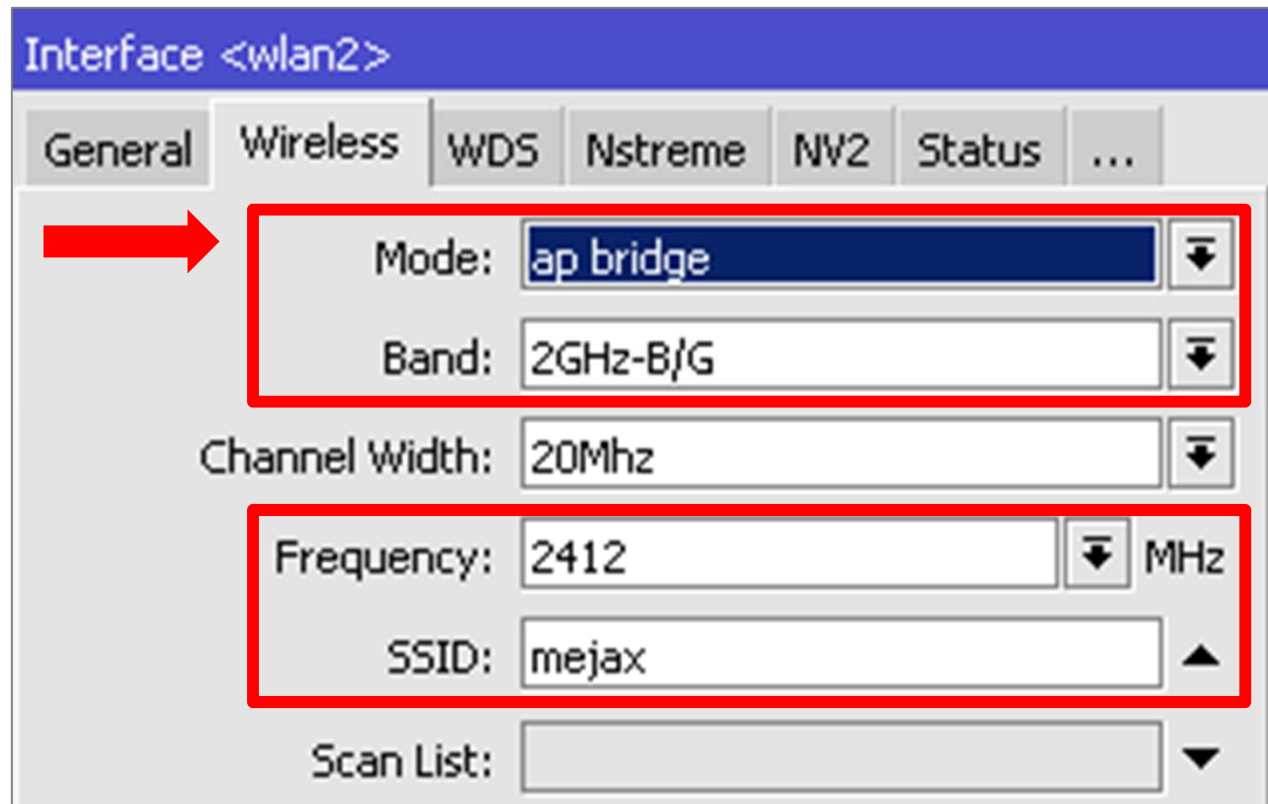 Interface <wlan2>
General Wireless WDS Nstreme NV2 Status ...
Mode: ap bridge
Band: 2GHz-B/G
Channel Width: 20Mhz
Frequency: 2412 MHz
SSID: mejax
Scan List: